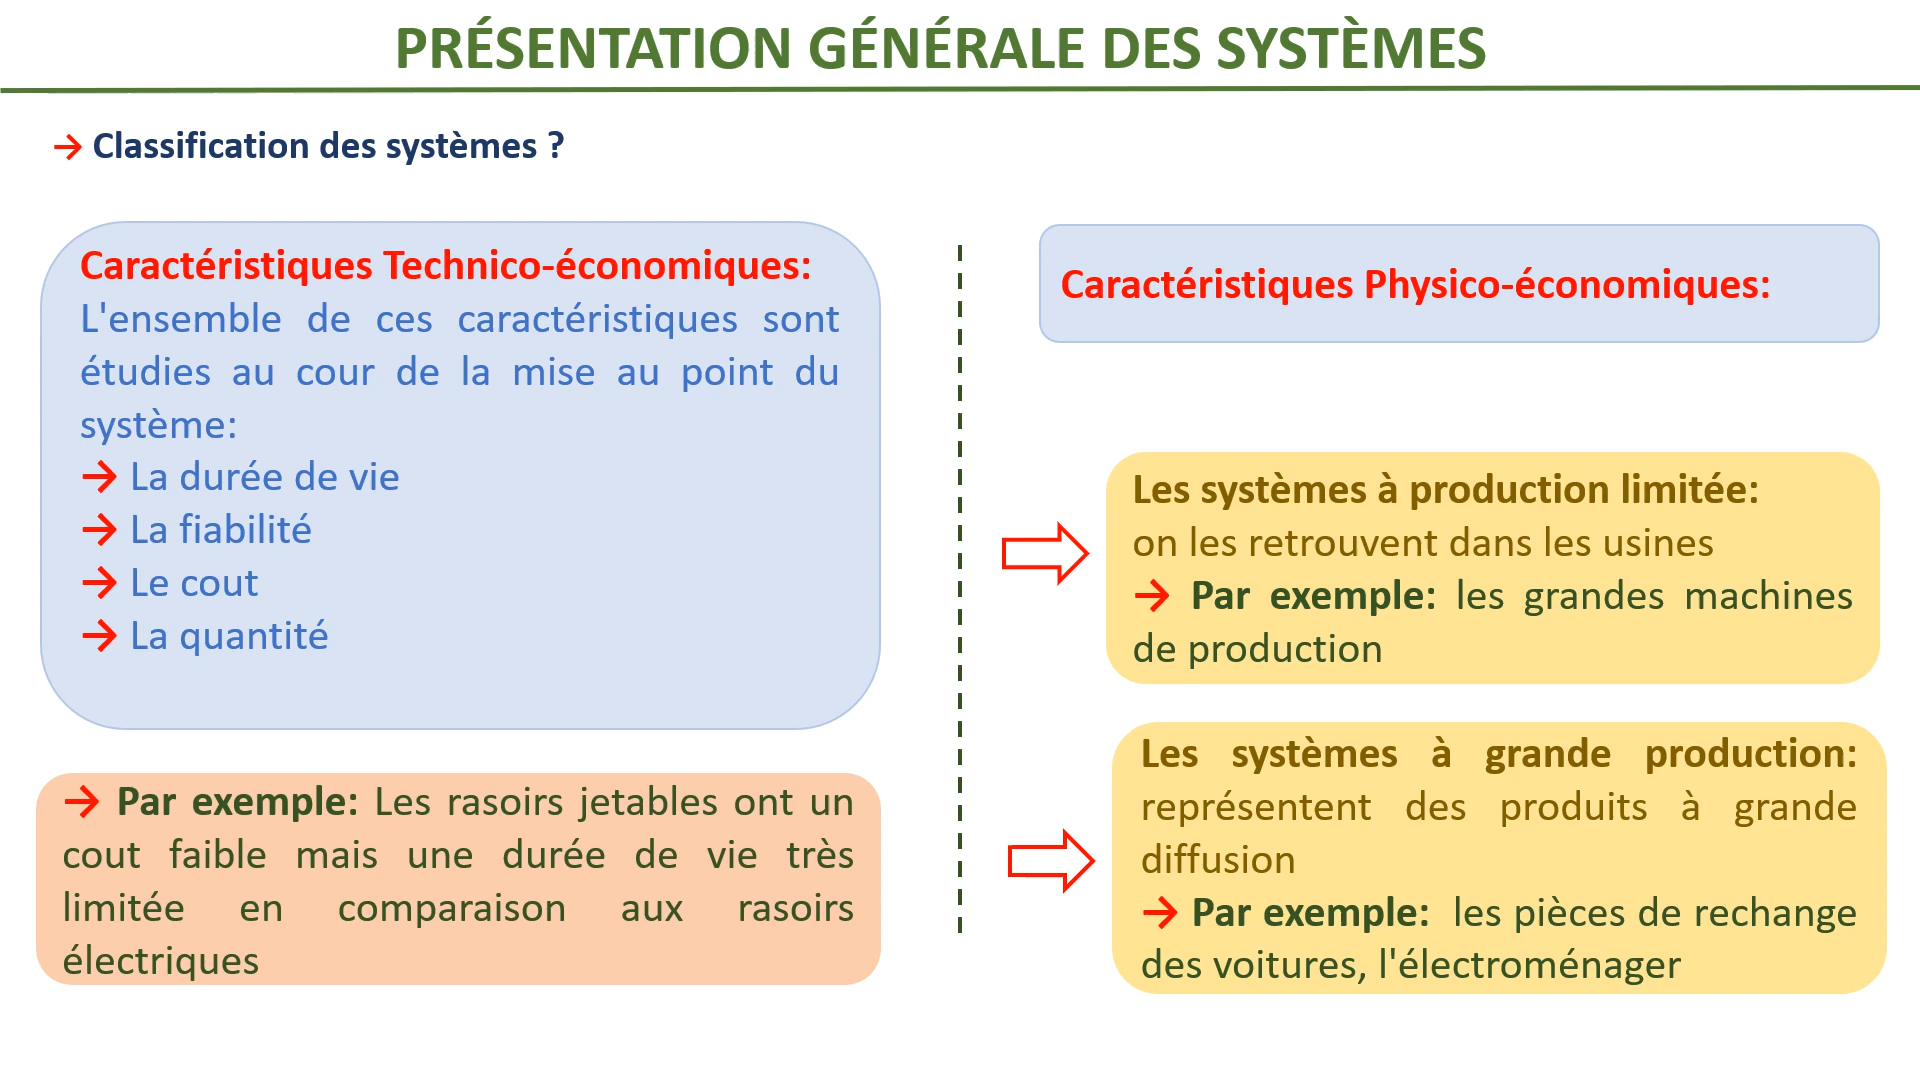 PRÉSENTATION GÉNÉRALE DES SYSTÈMES
→ Classification des systèmes ?
Caractéristiques Technico-économiques:
L'ensemble de ces caractéristiques sont
étudies au cour de la mise au point du
système:
→ La durée de vie
→ La fiabilité
→ Le cout
→ La quantité
→ Par exemple: Les rasoirs jetables ont un
cout faible mais une durée de vie très
limitée en comparaison aux rasoirs
électriques
Caractéristiques Physico-économiques:
Les systèmes à production limitée:
on les retrouvent dans les usines
→ Par exemple: les grandes machines
de production
Les systèmes à grande production:
représentent des produits à grande
diffusion
→ Par exemple: les pièces de rechange
des voitures, l'électroménager